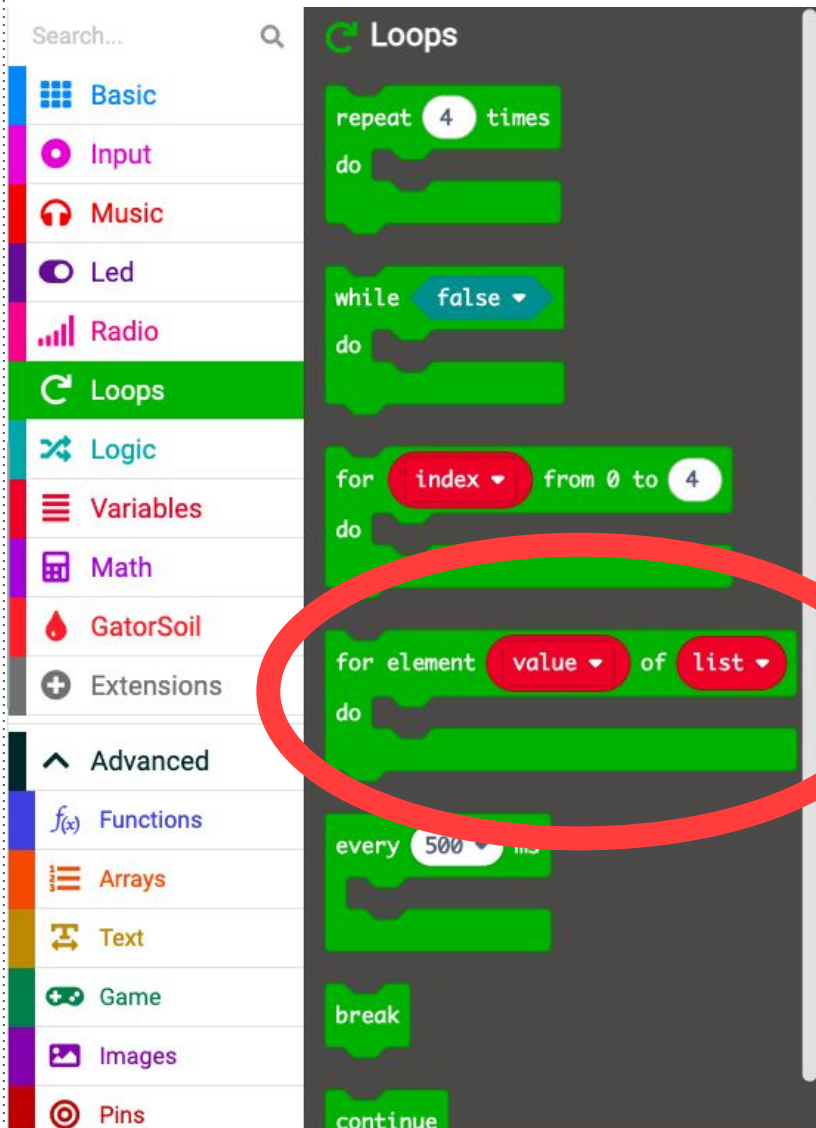 Search...
Basic
Input
Music
Led
Radio
Loops
Logic
Variables
Math
GatorSoil
Extensions
Advanced
f(x) Functions
Arrays
Text
Game
Images
Pins
Loops
repeat 4 times
do
while false
do
for index from 0 to 4
do
for element value of list
do
every 500 ms
break
continue